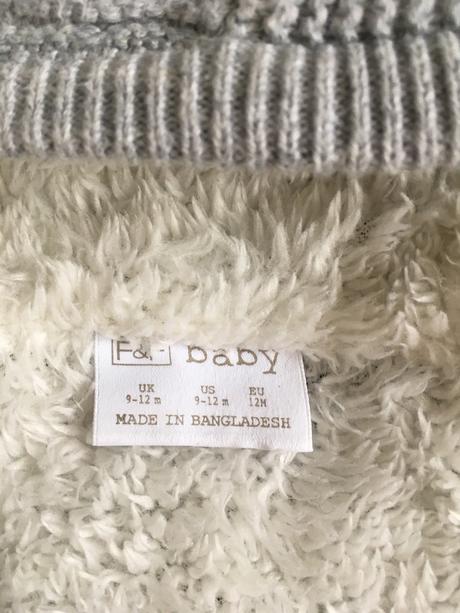 F&F baby
UK US EU
9-12 m 9-12 m 12M
MADE IN BANGLADESH